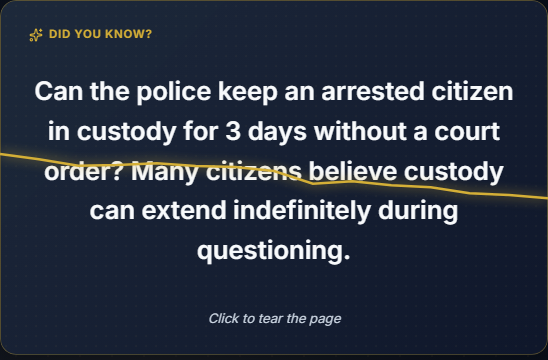 DID YOU KNOW?
Can the police keep an arrested citizen
in custody for 3 days without a court
order? Many citizens believe custody
can extend indefinitely during
questioning.
Click to tear the page